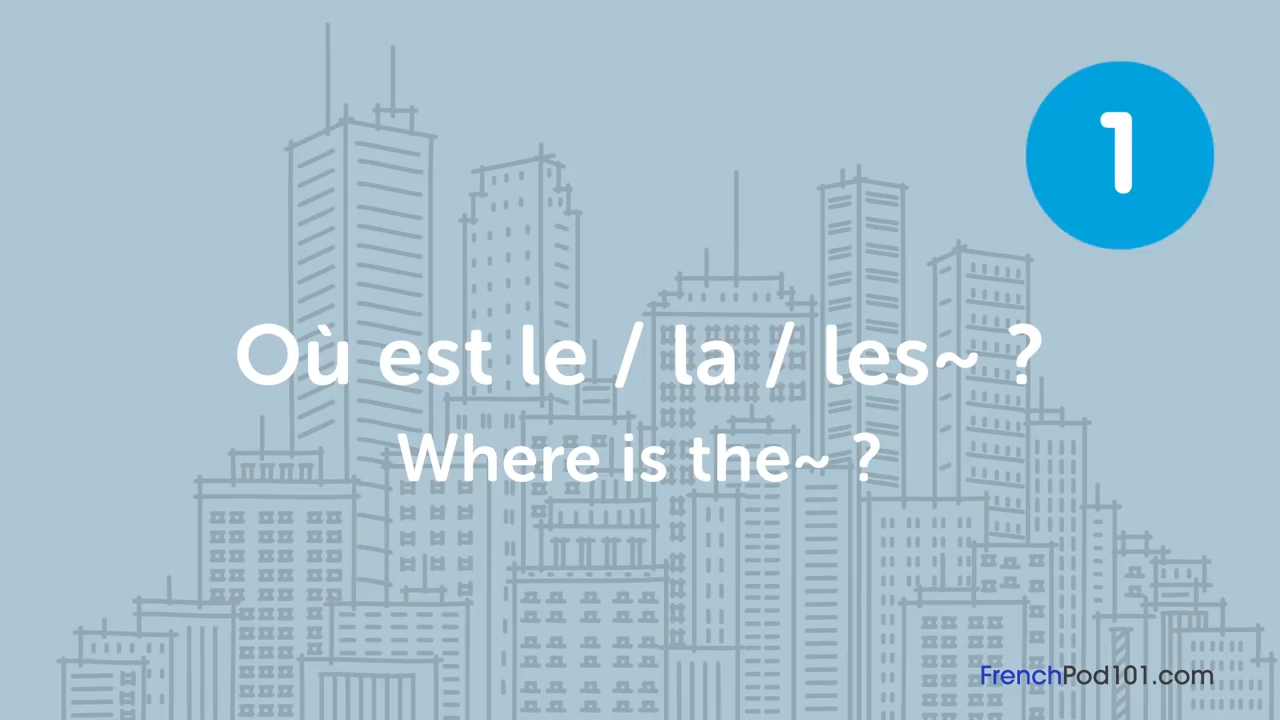 1
Où est le / la / les~ ?
Where is the~ ?
FrenchPod101.com